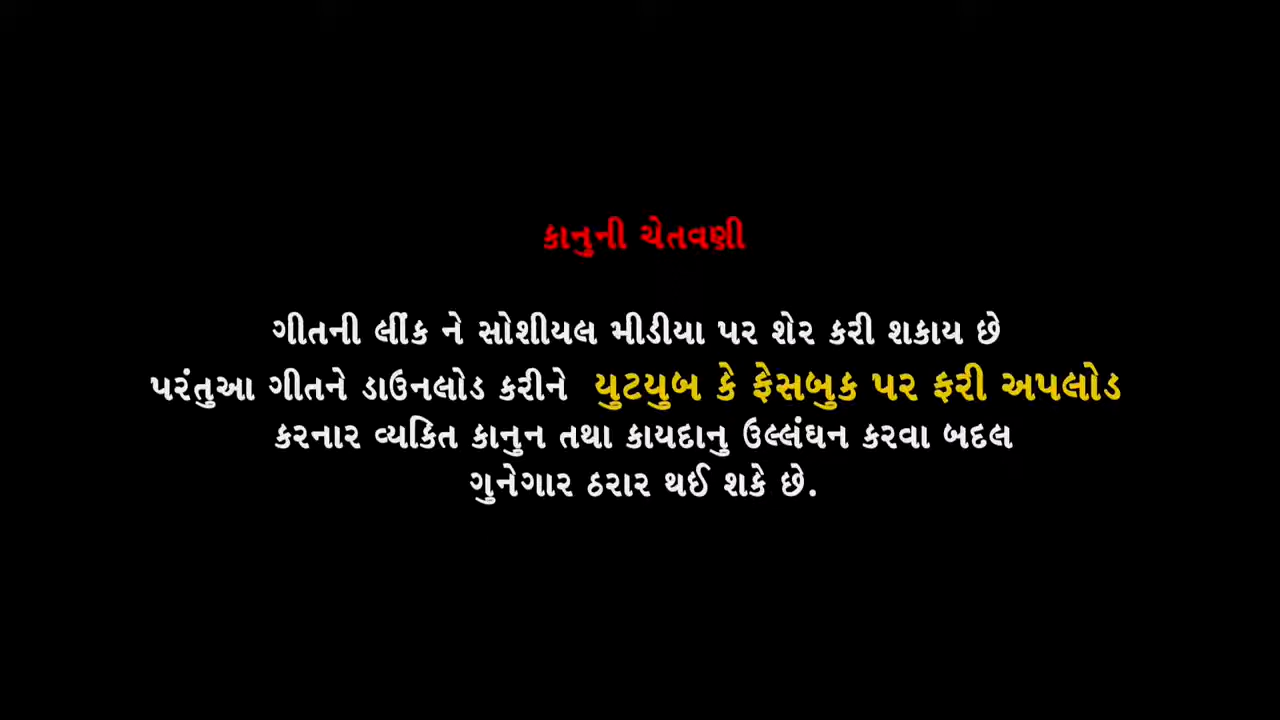 કાનુની ચેતવણી
ગીતની લીંક ને સોશીયલ મીડીયા પર શેર કરી શકાય છે
પરંતુઆ ગીતને ડાઉનલોડ કરીને યુટયુબ કે ફેસબુક પર ફરી અપલોડ
કરનાર વ્યકિત કાનુન તથા કાયદાનુ ઉલ્લંઘન કરવા બદલ
ગુનેગાર ઠરાર થઈ શકે છે.